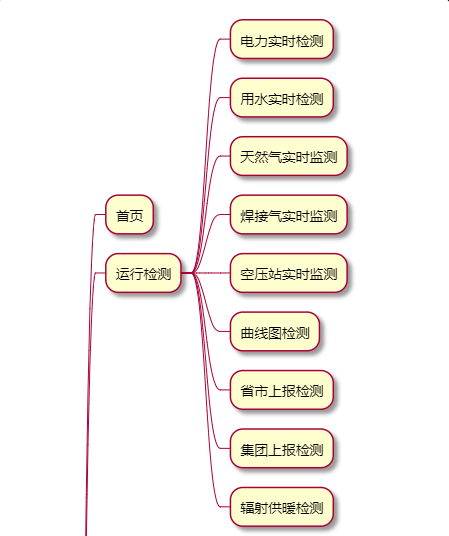 首页
运行检测
电力实时检测
用水实时检测
天然气实时监测
焊接气实时监测
空压站实时监测
曲线图检测
省市上报检测
集团上报检测
辐射供暖检测